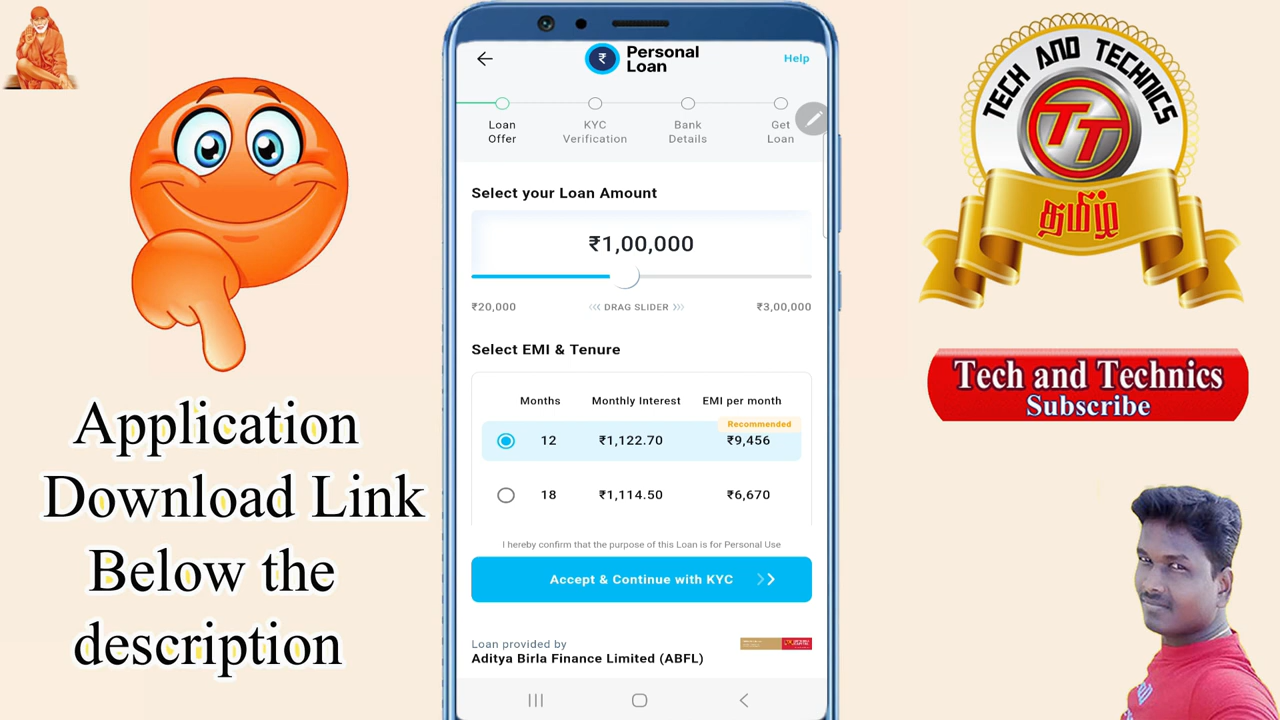 Application
Download Link
Below the
description
Personal
Loan
Help
Loan
Offer
KYC
Verification
Bank
Details
Get
Loan
Select your Loan Amount
₹1,00,000
₹20,000 DRAG SLIDER ₹3,00,000
Select EMI & Tenure
Months Monthly Interest EMI per month
Recommended
12 ₹1,122.70 ₹9,456
18 ₹1,114.50 ₹6,670
I hereby confirm that the purpose of this Loan is for Personal Use
Accept & Continue with KYC
Loan provided by
Aditya Birla Finance Limited (ABFL)
TECH AND TECHNICS
TT
தமிழ்
Tech and Technics
Subscribe